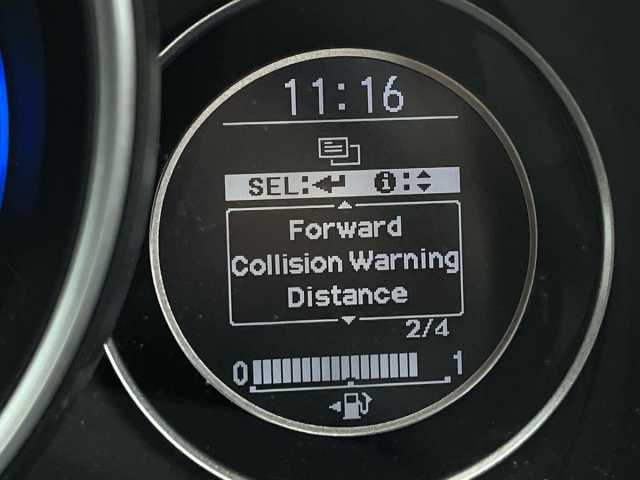 11:16
SEL: i:
Forward
Collision Warning
Distance
2/4
0 1